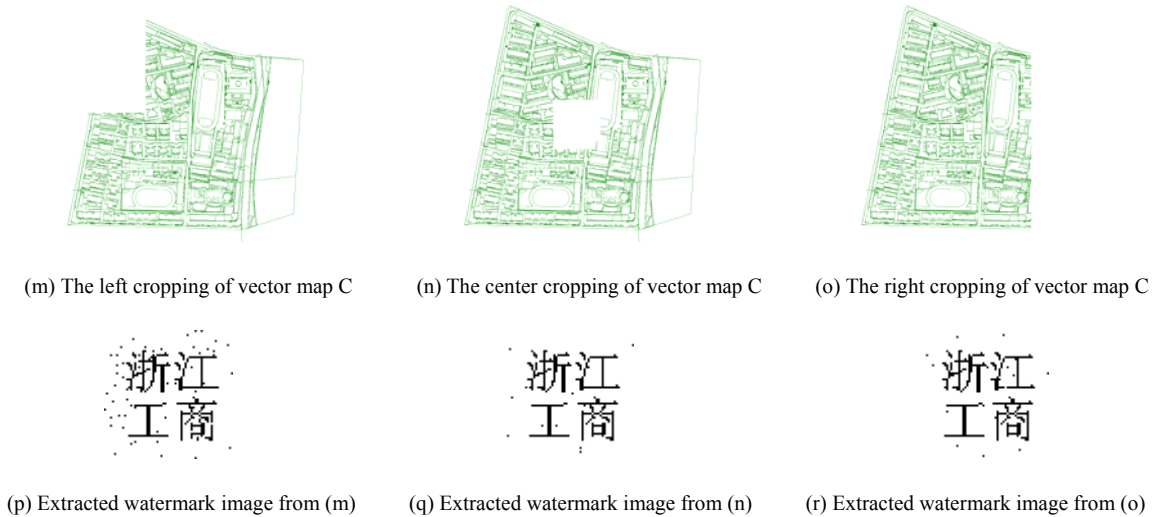 (m) The left cropping of vector map C
(n) The center cropping of vector map C
(o) The right cropping of vector map C
浙江
工商
浙江
工商
浙江
工商
(p) Extracted watermark image from (m)
(q) Extracted watermark image from (n)
(r) Extracted watermark image from (o)